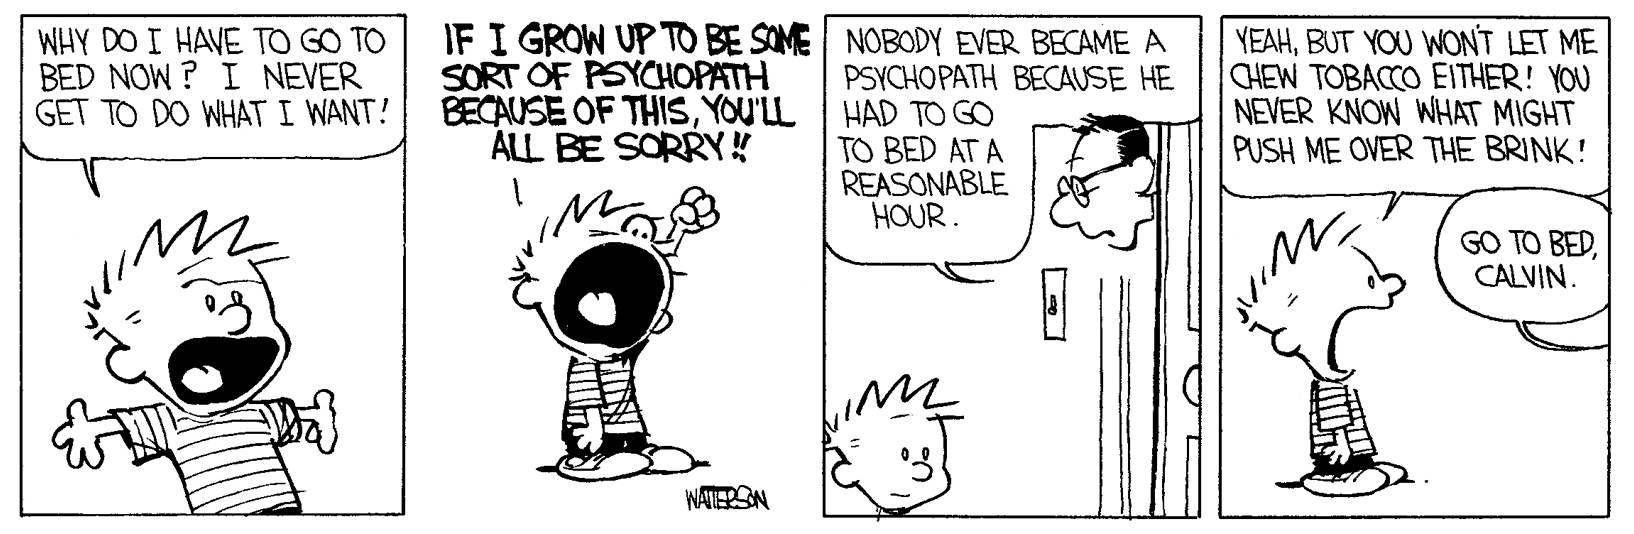 WHY DO I HAVE TO GO TO
BED NOW? I NEVER
GET TO DO WHAT I WANT!
IF I GROW UP TO BE SOME
SORT OF PSYCHOPATH
BECAUSE OF THIS, YOU'LL
ALL BE SORRY!!
WATTERSON
NOBODY EVER BECAME A
PSYCHOPATH BECAUSE HE
HAD TO GO
TO BED AT A
REASONABLE
HOUR.
YEAH, BUT YOU WON'T LET ME
CHEW TOBACCO EITHER! YOU
NEVER KNOW WHAT MIGHT
PUSH ME OVER THE BRINK!
GO TO BED,
CALVIN.